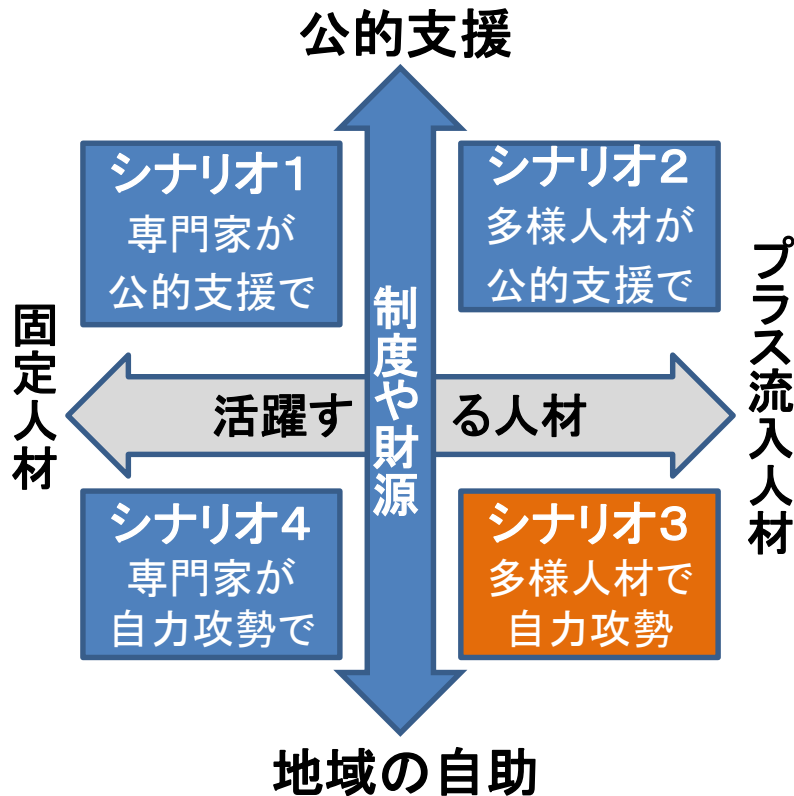 公的支援
シナリオ１
専門家が
公的支援で
シナリオ２
多様人材が
公的支援で
固定人材
制度や財源
活躍する人材
プラス流入人材
シナリオ４
専門家が
自力攻勢で
シナリオ３
多様人材で
自力攻勢
地域の自助